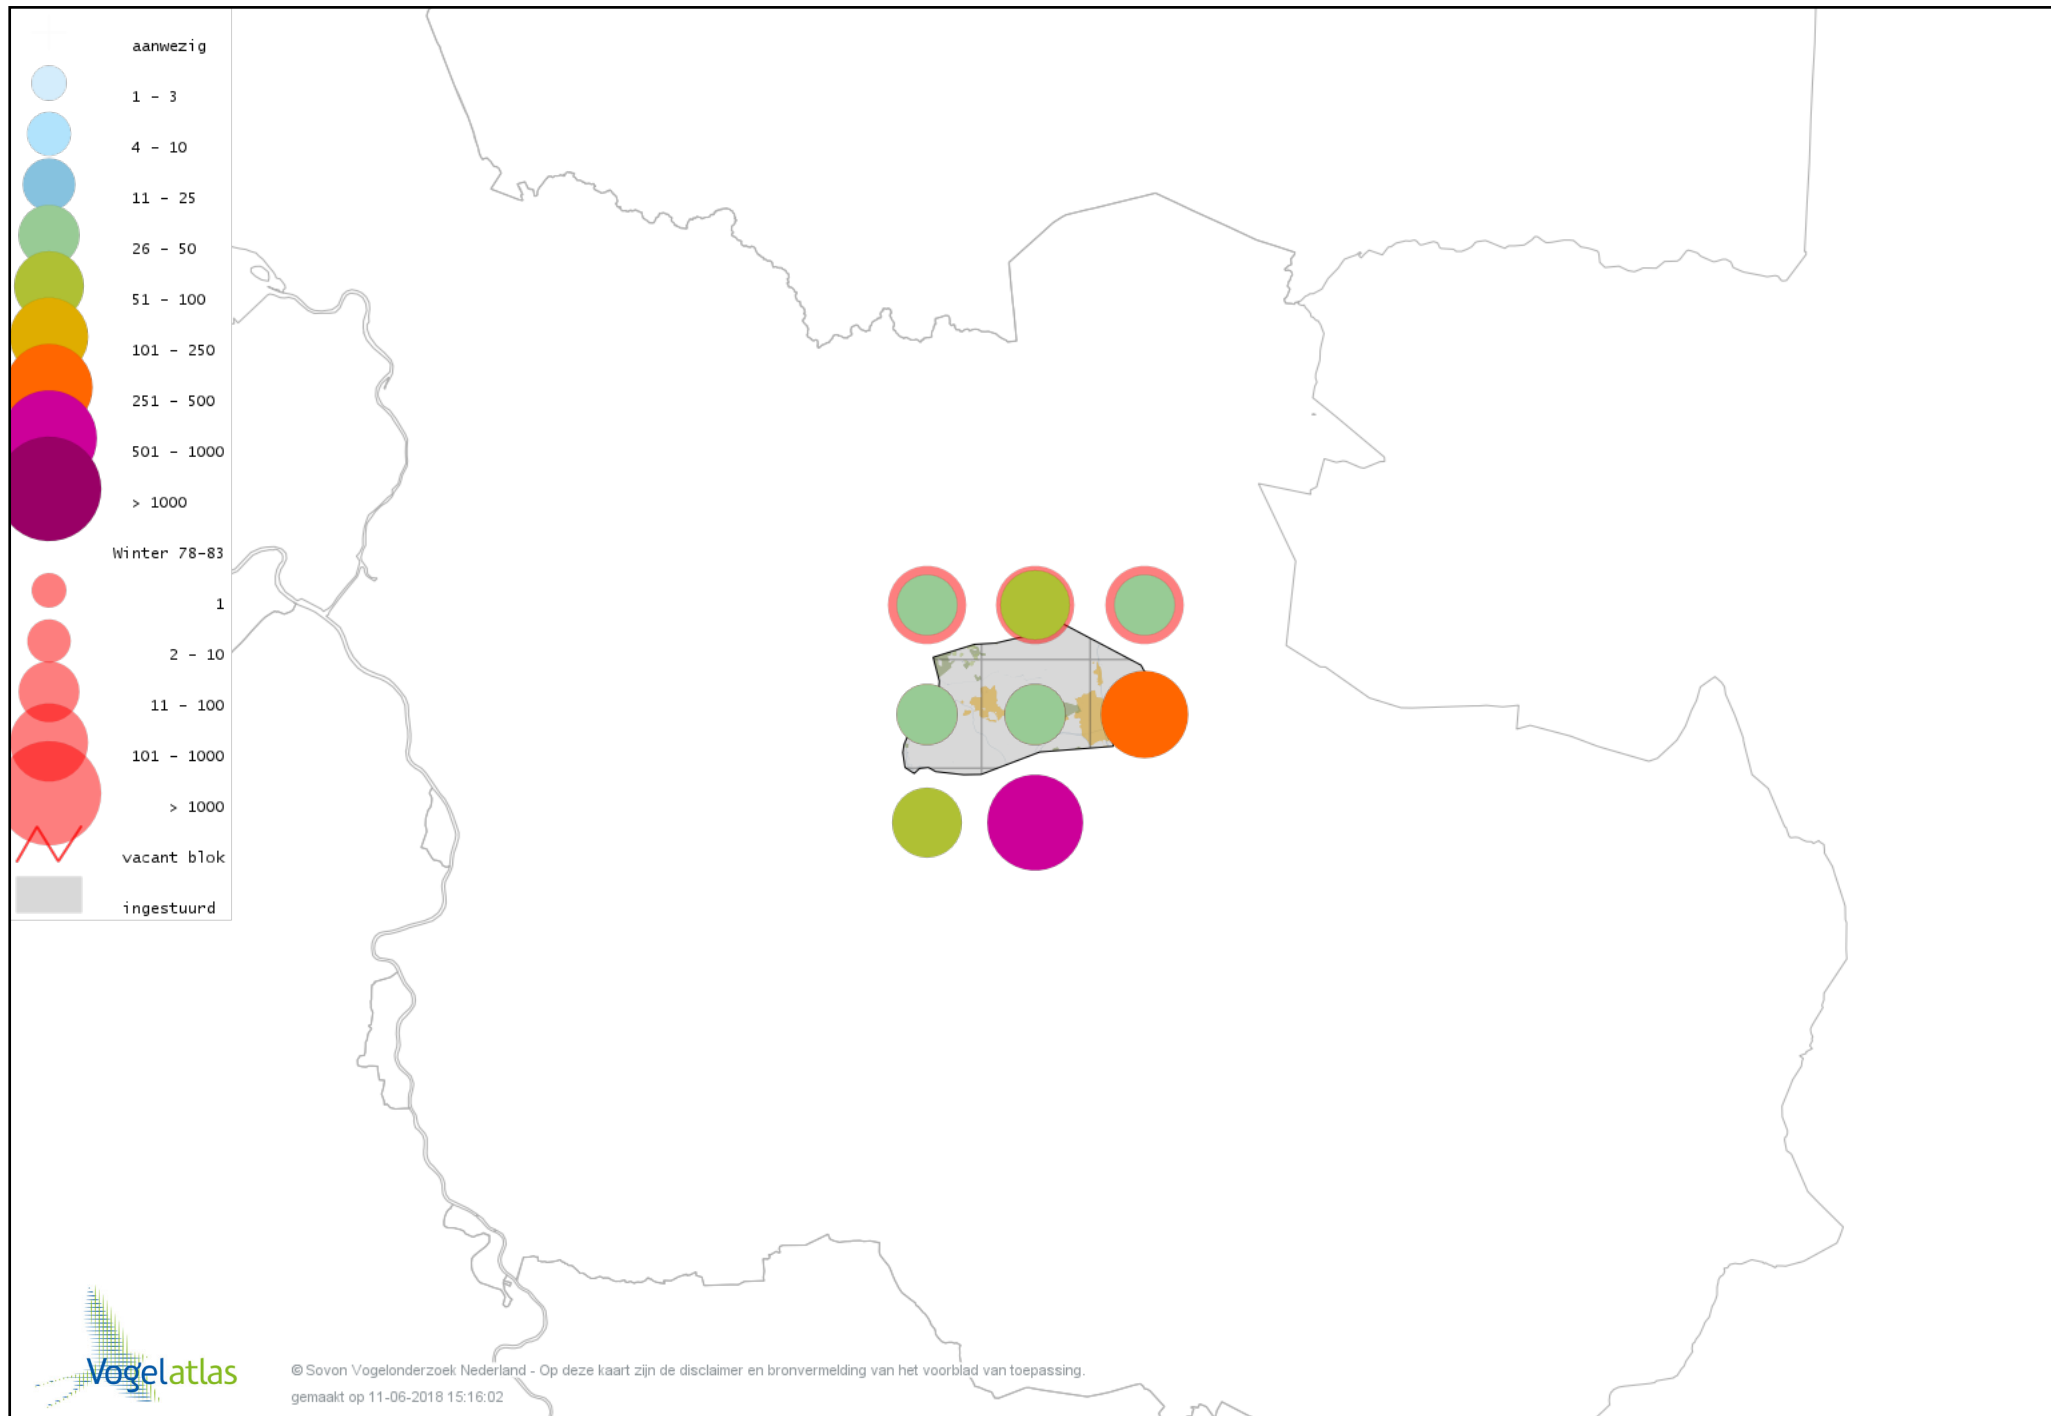 aanwezig
1 - 3
4 - 10
11 - 25
26 - 50
51 - 100
101 - 250
251 - 500
501 - 1000
> 1000
Winter 78-83
1
2 - 10
11 - 100
101 - 1000
> 1000
vacant blok
ingestuurd
Vogelatlas
© Sovon Vogelonderzoek Nederland - Op deze kaart zijn de disclaimer en bronvermelding van het voorblad van toepassing.
gemaakt op 11-06-2018 15:16:02